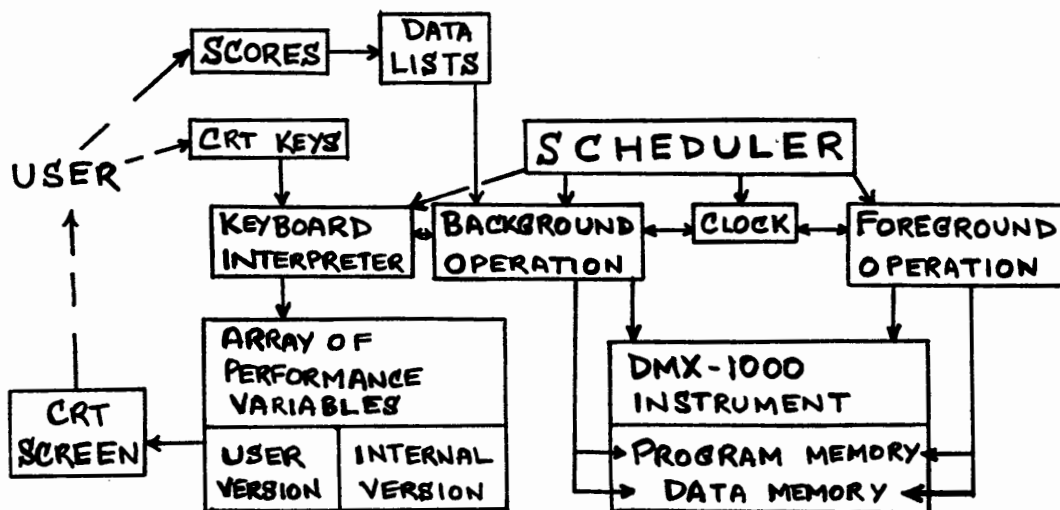 SCORES
DATA
LISTS
CRT KEYS
USER
SCHEDULER
KEYBOARD
INTERPRETER
BACKGROUND
OPERATION
CLOCK
FOREGROUND
OPERATION
ARRAY OF
PERFORMANCE
VARIABLES
USER
VERSION
INTERNAL
VERSION
CRT
SCREEN
DMX-1000
INSTRUMENT
PROGRAM MEMORY
DATA MEMORY